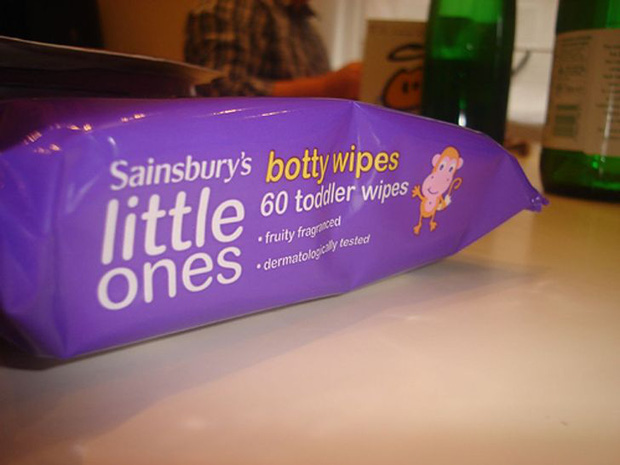 Sainsbury's
little
ones
botty wipes
60 toddler wipes
• fruity fragranced
• dermatologically tested